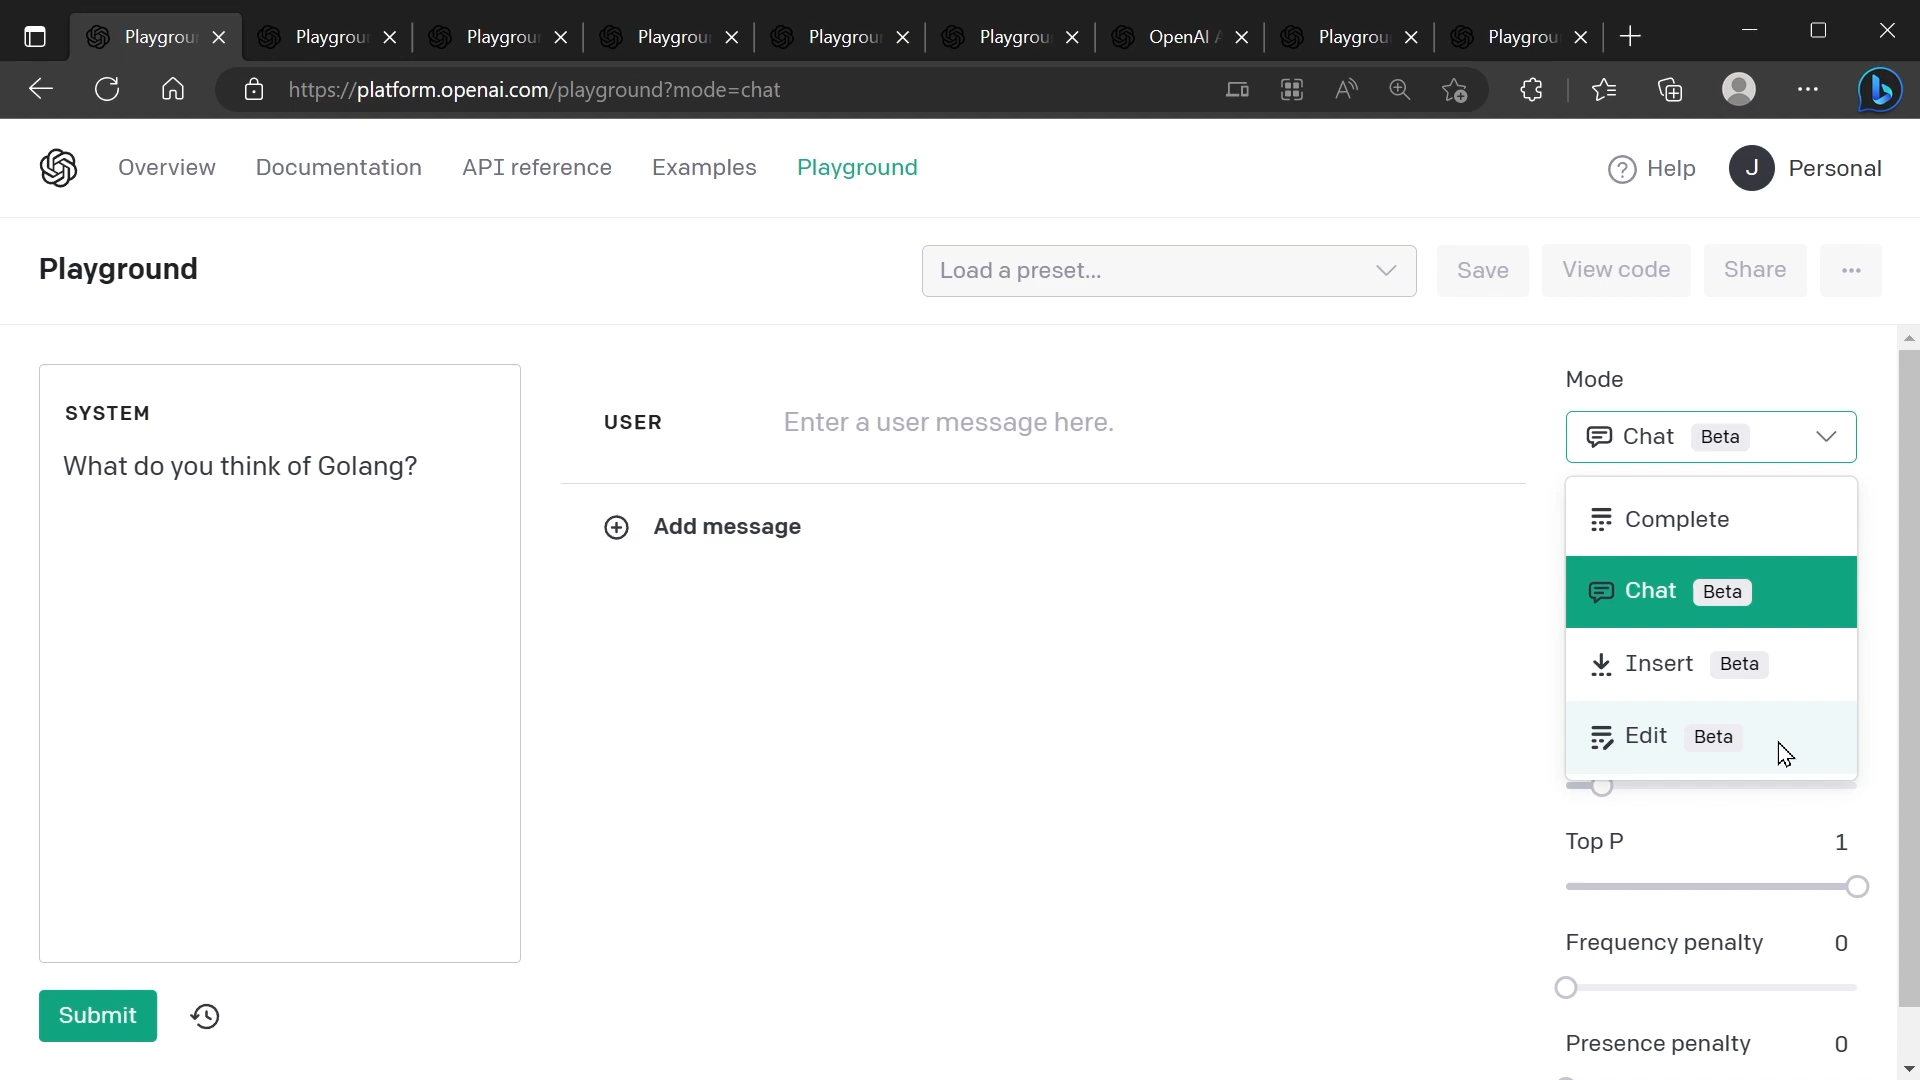 Playgrou
Playgrou
Playgrou
Playgrou
Playgrou
Playgrou
OpenAI A
Playgrou
Playgrou
https://platform.openai.com/playground?mode=chat
Overview
Documentation
API reference
Examples
Playground
Help
J
Personal
Playground
Load a preset...
Save
View code
Share
SYSTEM
What do you think of Golang?
USER
Enter a user message here.
Add message
Mode
Chat Beta
Complete
Chat Beta
Insert Beta
Edit Beta
Top P 1
Frequency penalty 0
Presence penalty 0
Submit